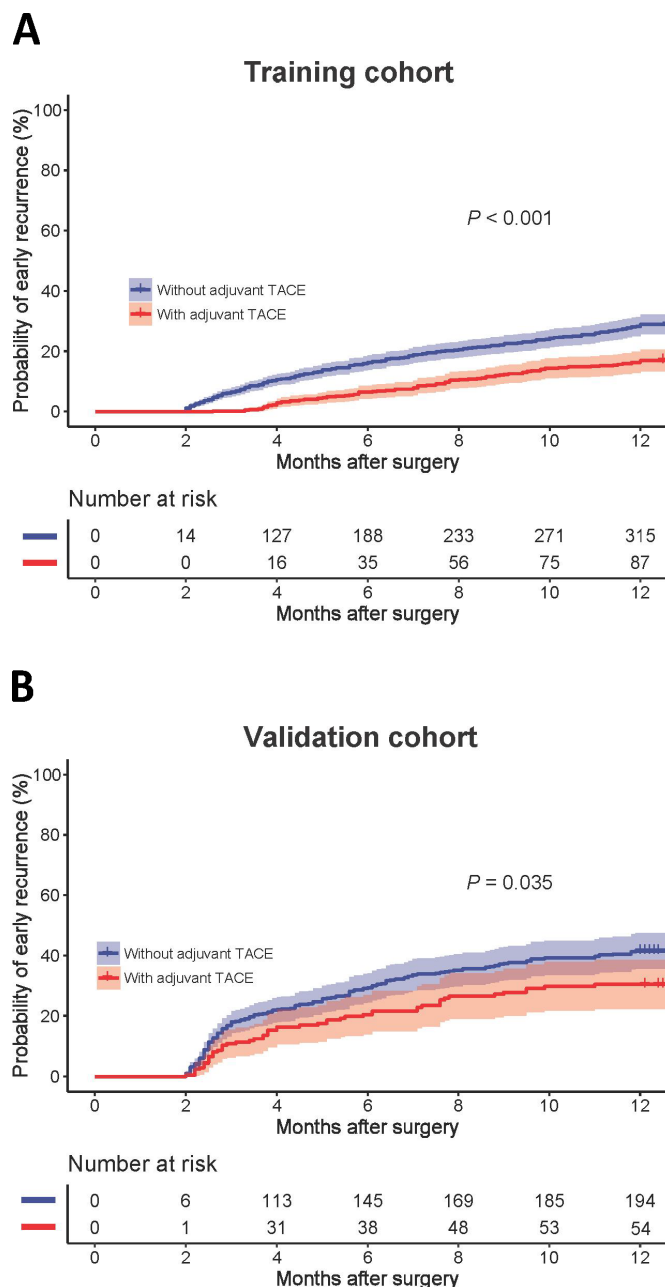 A
Training cohort
Probability of early recurrence (%)
100
80
60
40
20
0
P < 0.001
Without adjuvant TACE
With adjuvant TACE
0 2 4 6 8 10 12
Months after surgery
Number at risk
0 14 127 188 233 271 315
0 0 16 35 56 75 87
0 2 4 6 8 10 12
Months after surgery
B
Validation cohort
Probability of early recurrence (%)
100
80
60
40
20
0
P = 0.035
Without adjuvant TACE
With adjuvant TACE
0 2 4 6 8 10 12
Months after surgery
Number at risk
0 6 113 145 169 185 194
0 1 31 38 48 53 54
0 2 4 6 8 10 12
Months after surgery